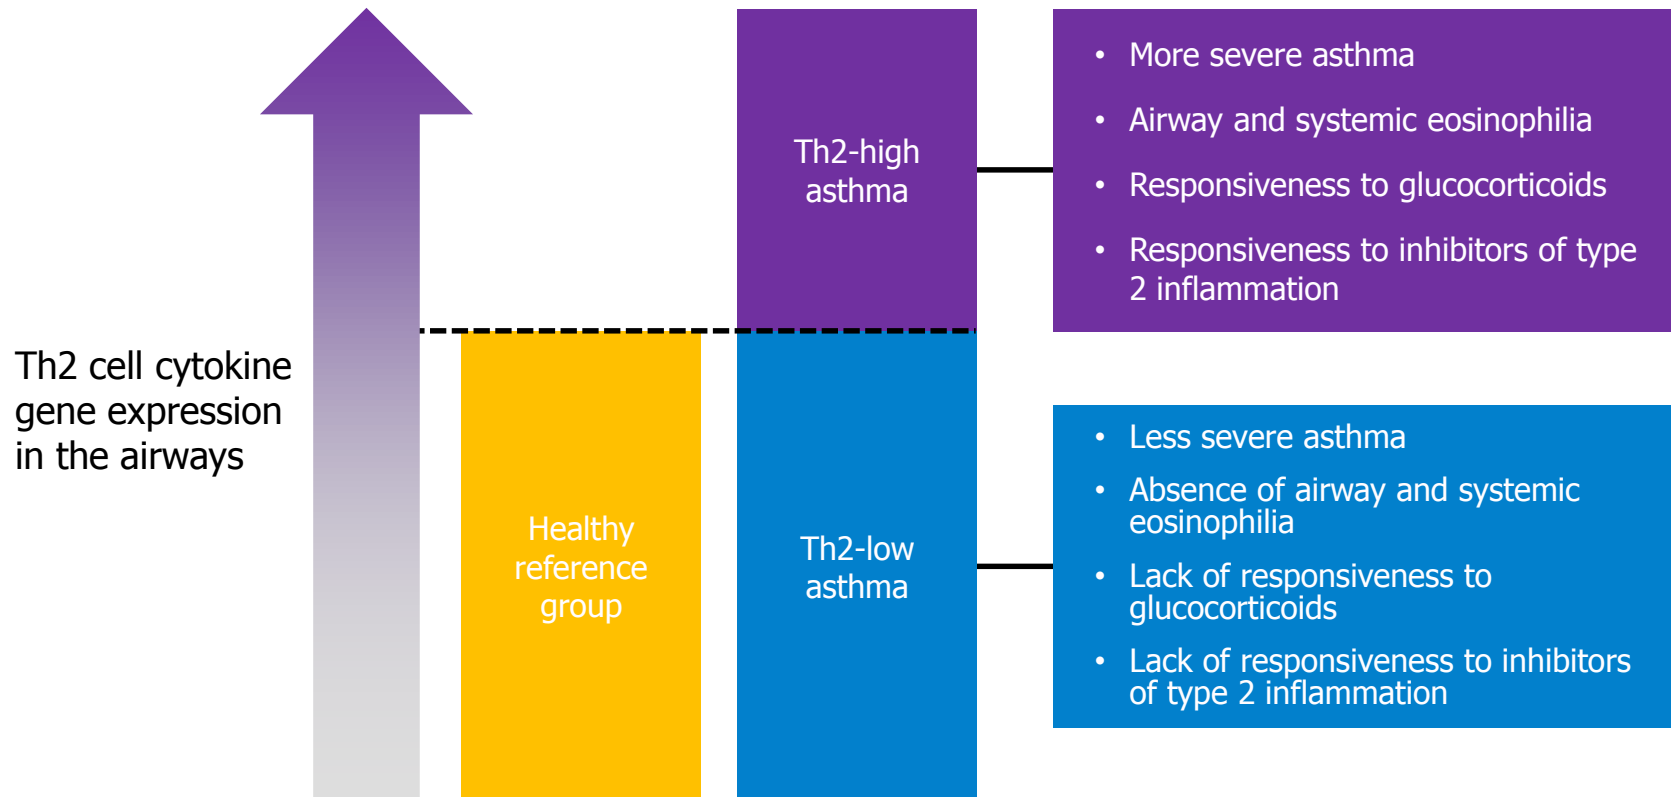 Th2 cell cytokine
gene expression
in the airways
Healthy
reference
group
Th2-high
asthma
Th2-low
asthma
• More severe asthma
• Airway and systemic eosinophilia
• Responsiveness to glucocorticoids
• Responsiveness to inhibitors of type
2 inflammation
• Less severe asthma
• Absence of airway and systemic
eosinophilia
• Lack of responsiveness to
glucocorticoids
• Lack of responsiveness to inhibitors
of type 2 inflammation